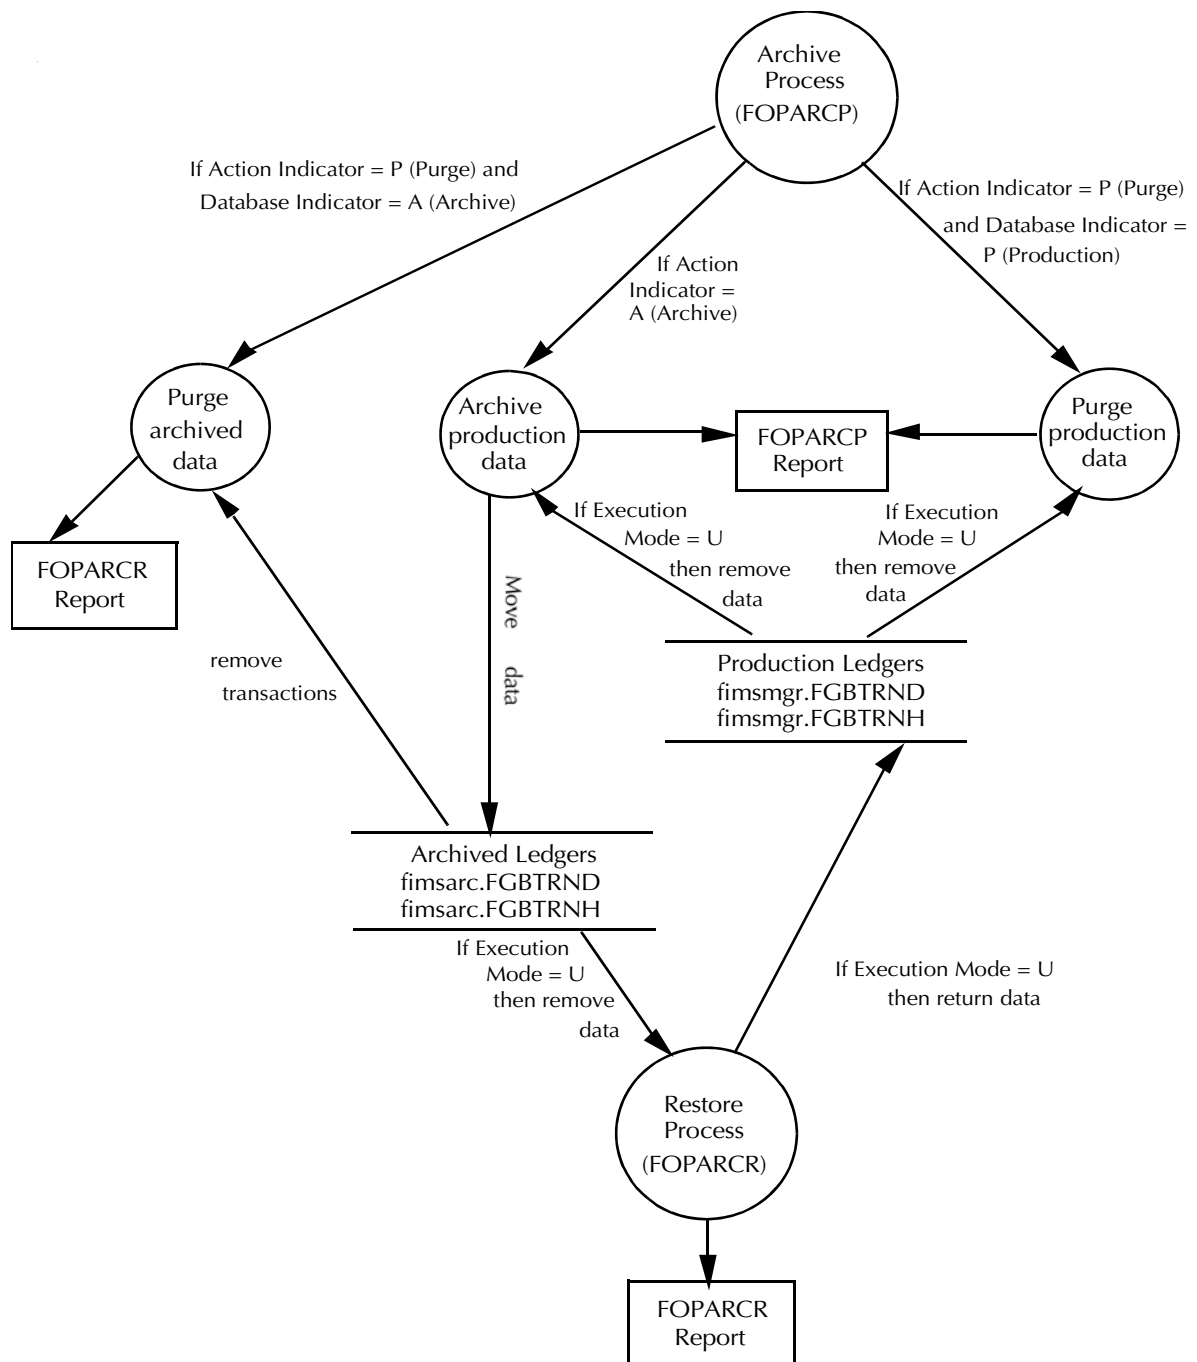 Archive
Process
(FOPARCP)
If Action Indicator = P (Purge) and
Database Indicator = A (Archive)
If Action Indicator = P (Purge)
and Database Indicator =
P (Production)
If Action
Indicator =
A (Archive)
Purge
archived
data
Archive
production
data
FOPARCP
Report
Purge
production
data
FOPARCR
Report
If Execution
Mode = U
then remove
data
If Execution
Mode = U
then remove
data
Move data
remove
transactions
Production Ledgers
fimsmgr.FGBTRND
fimsmgr.FGBTRNH
Archived Ledgers
fimsarc.FGBTRND
fimsarc.FGBTRNH
If Execution
Mode = U
then remove
data
If Execution Mode = U
then return data
Restore
Process
(FOPARCR)
FOPARCR
Report